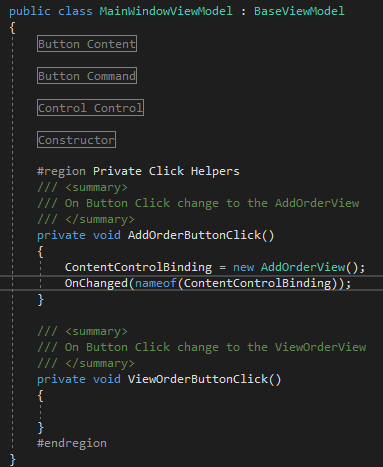 public class MainWindowViewModel : BaseViewModel
{
Button Content
Button Command
Control Control
Constructor
#region Private Click Helpers
/// <summary>
/// On Button Click change to the AddOrderView
/// </summary>
private void AddOrderButtonClick()
{
ContentControlBinding = new AddOrderView();
OnChanged(nameof(ContentControlBinding));
}
/// <summary>
/// On Button Click change to the ViewOrderView
/// </summary>
private void ViewOrderButtonClick()
{
}
#endregion
}